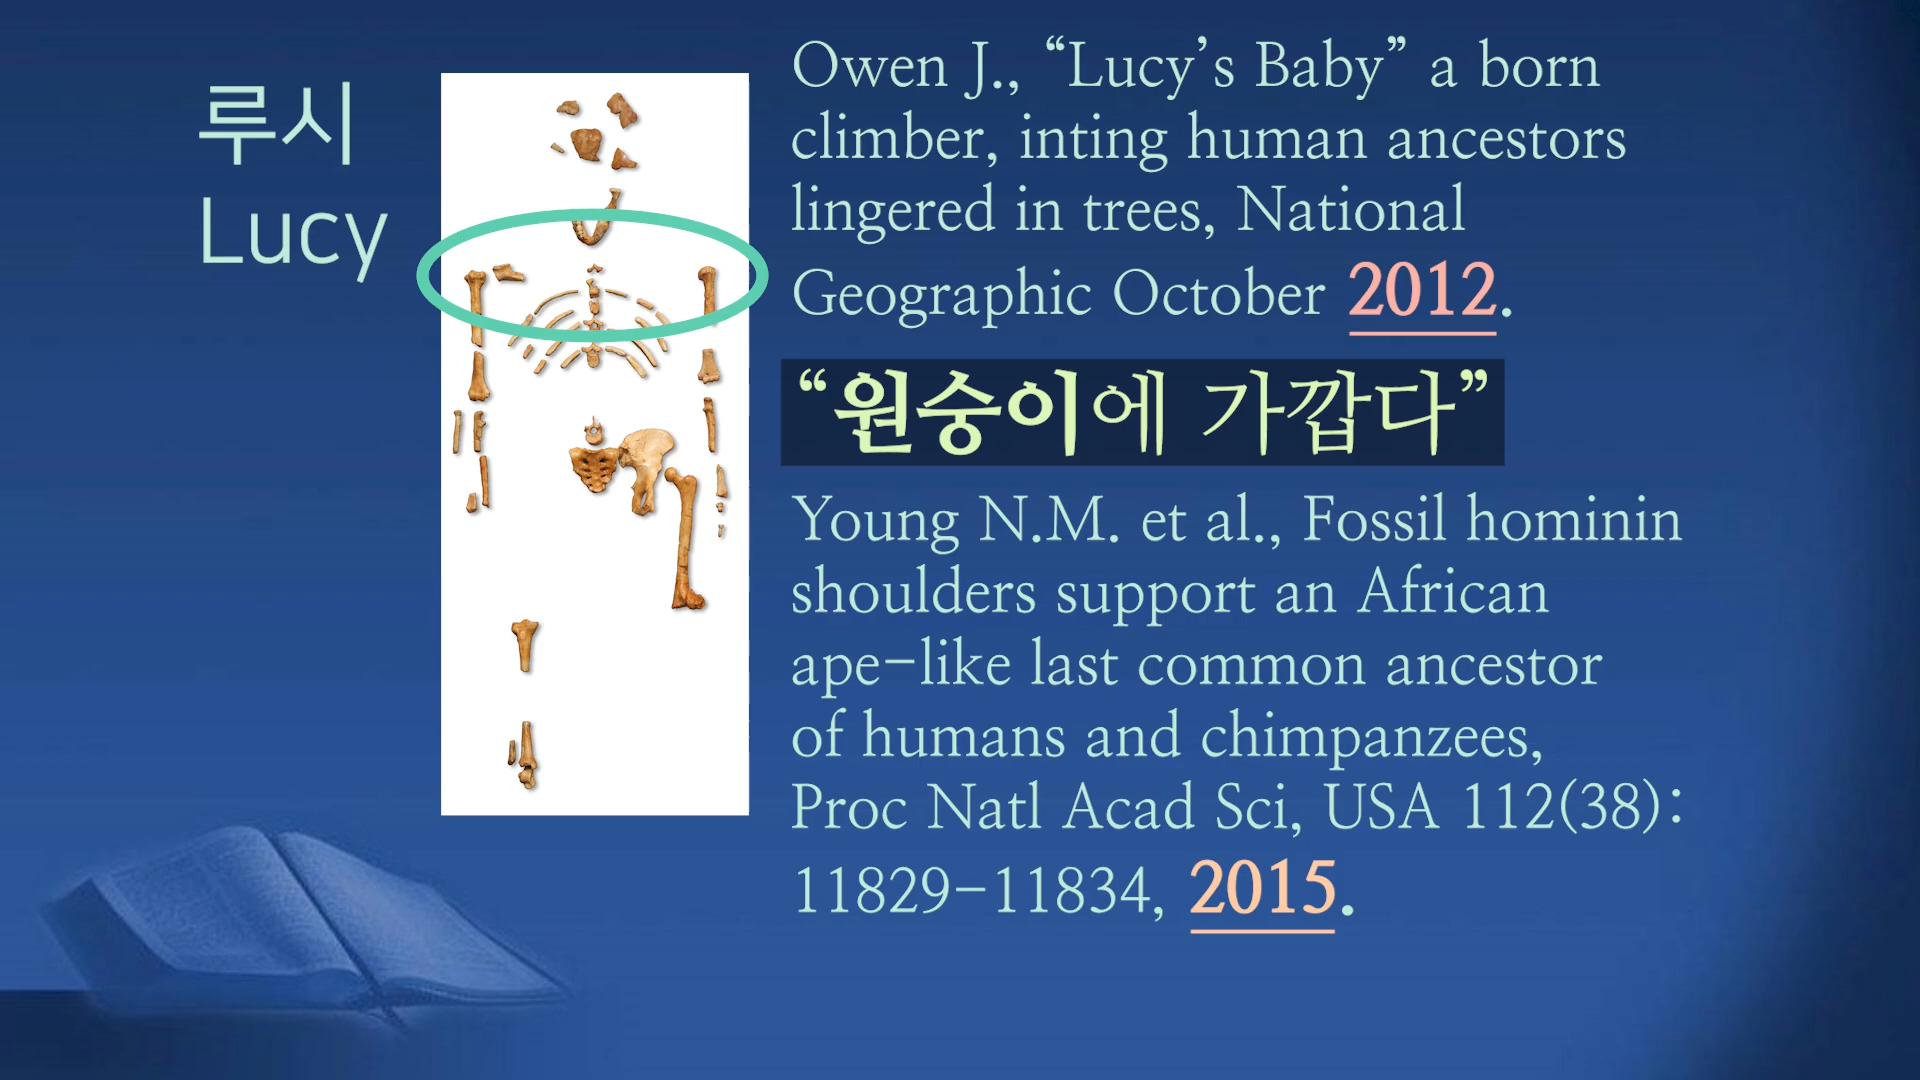 루시
Lucy
Owen J., “Lucy’s Baby” a born
climber, inting human ancestors
lingered in trees, National
Geographic October 2012.
“원숭이에 가깝다”
Young N.M. et al., Fossil hominin
shoulders support an African
ape-like last common ancestor
of humans and chimpanzees,
Proc Natl Acad Sci, USA 112(38):
11829-11834, 2015.